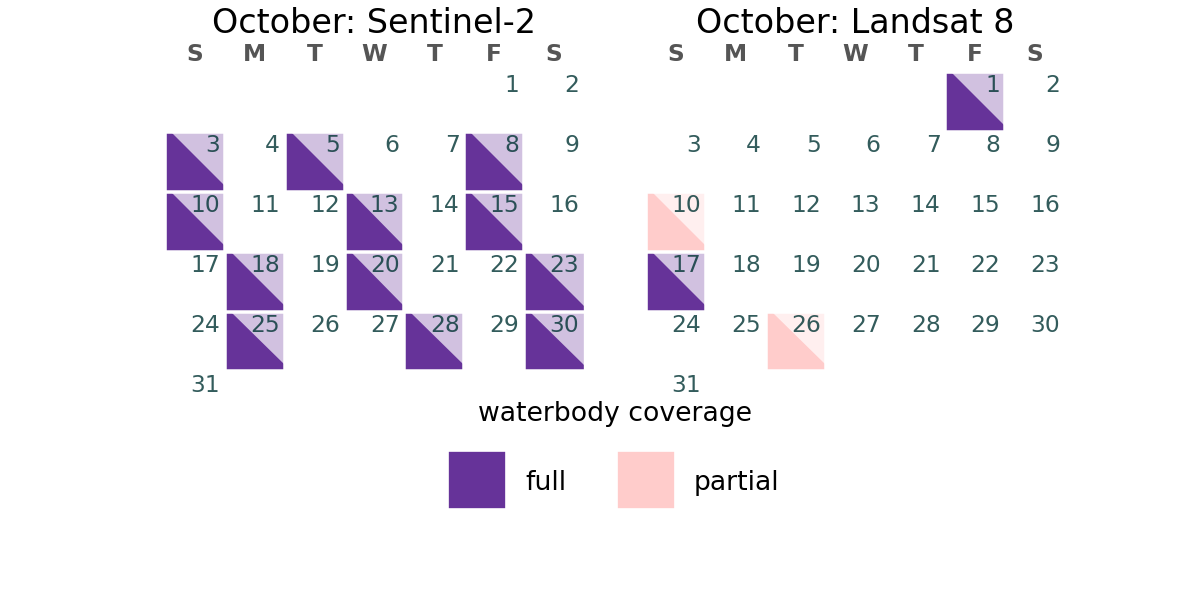 October: Sentinel-2
S M T W T F S
1 2
3 4 5 6 7 8 9
10 11 12 13 14 15 16
17 18 19 20 21 22 23
24 25 26 27 28 29 30
31
October: Landsat 8
S M T W T F S
1 2
3 4 5 6 7 8 9
10 11 12 13 14 15 16
17 18 19 20 21 22 23
24 25 26 27 28 29 30
31
waterbody coverage
full partial